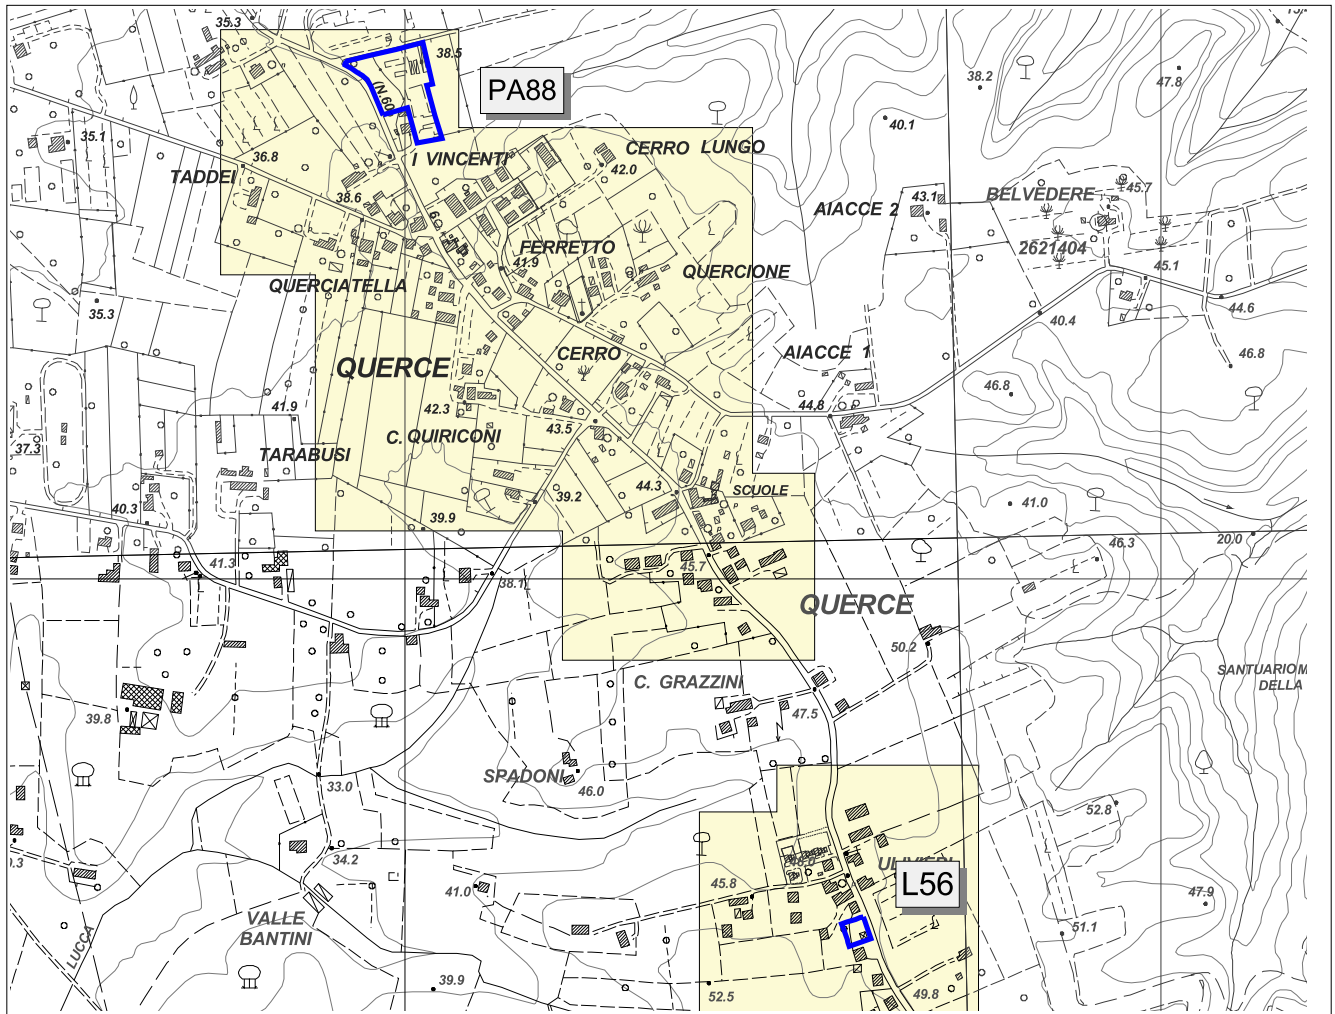 35.3
38.5
PA88
38.2
47.8
(N.60)
40.1
35.1
36.8
I VINCENTI
CERRO LUNGO
42.0
TADDEI
38.6
BELVEDERE
45.7
43.1
AIACCE 2
FERRETTO
41.9
2621404
QUERCIONE
45.1
QUERCIATELLA
35.3
44.6
40.4
CERRO
AIACCE 1
46.8
QUERCE
46.8
41.9
42.3
44.8
43.5
C. QUIRICONI
37.3
TARABUSI
44.3
SCUOLE
39.2
41.0
40.3
39.9
20.0
46.3
41.3
45.7
38.1
QUERCE
50.2
SANTUARIO M
DELLA
C. GRAZZINI
47.5
39.8
SPADONI
46.0
33.0
52.8
34.2
ULIVIERI
L56
45.8
41.0
47.9
VALLE
BANTINI
51.1
LUCCA
39.9
52.5
49.8